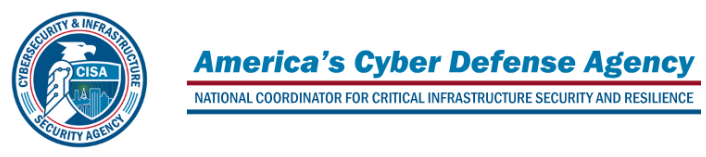 CYBERSECURITY & INFRASTRUCTURE
CISA
SECURITY AGENCY
America's Cyber Defense Agency
NATIONAL COORDINATOR FOR CRITICAL INFRASTRUCTURE SECURITY AND RESILIENCE